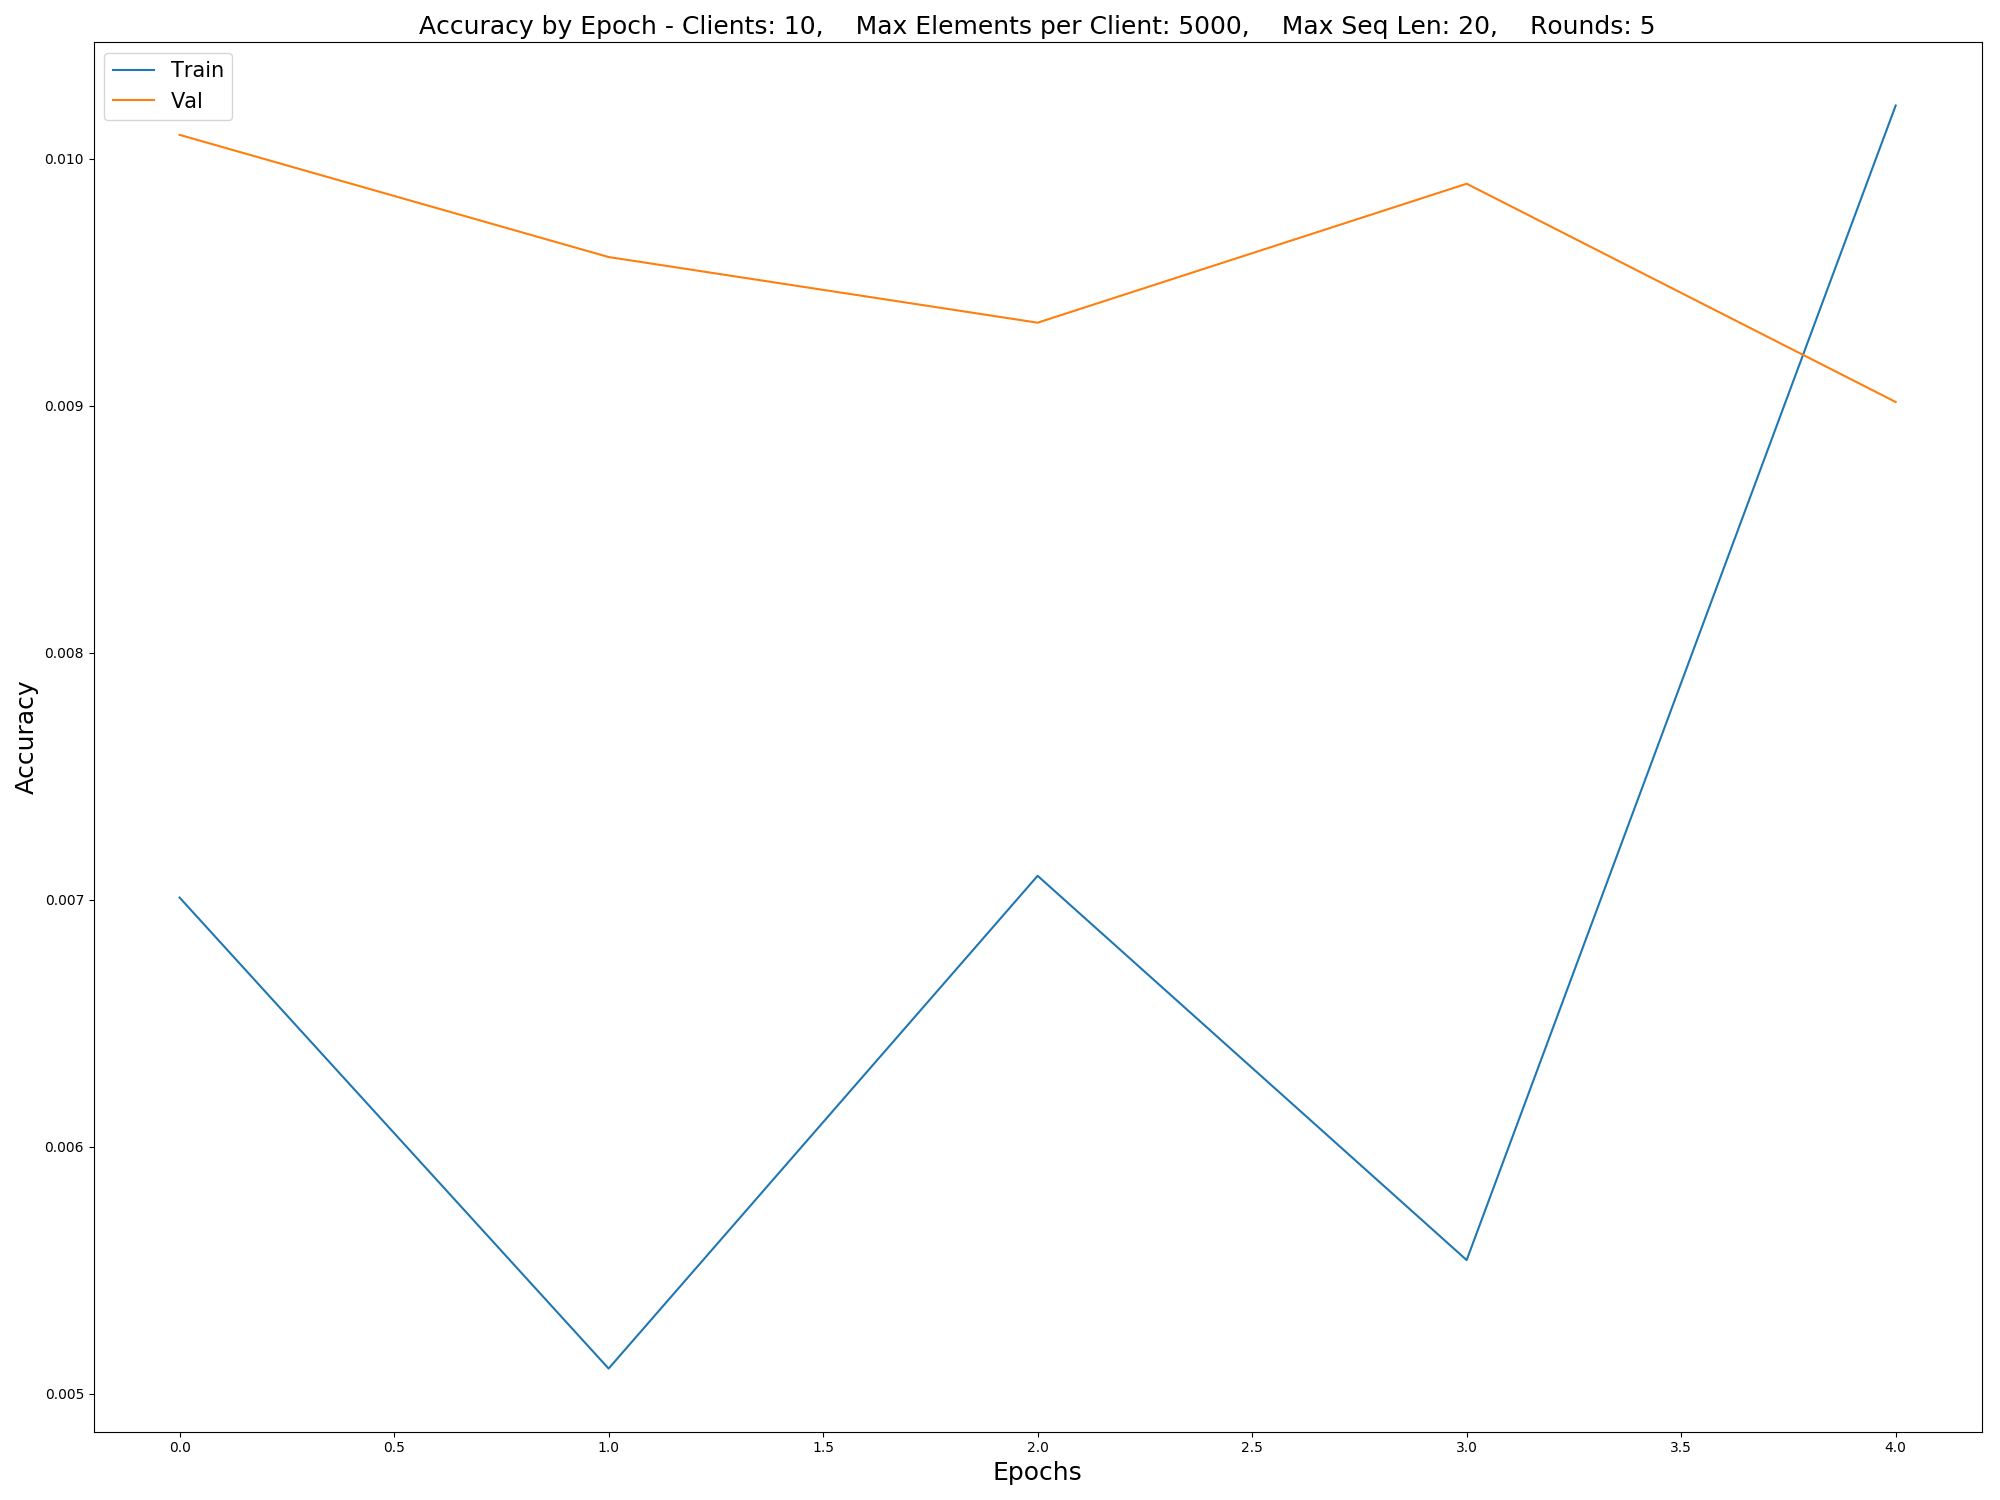 Accuracy by Epoch - Clients: 10,    Max Elements per Client: 5000,    Max Seq Len: 20,    Rounds: 5
Train
Val
0.010
0.009
0.008
0.007
0.006
0.005
Accuracy
0.0 0.5 1.0 1.5 2.0 2.5 3.0 3.5 4.0
Epochs